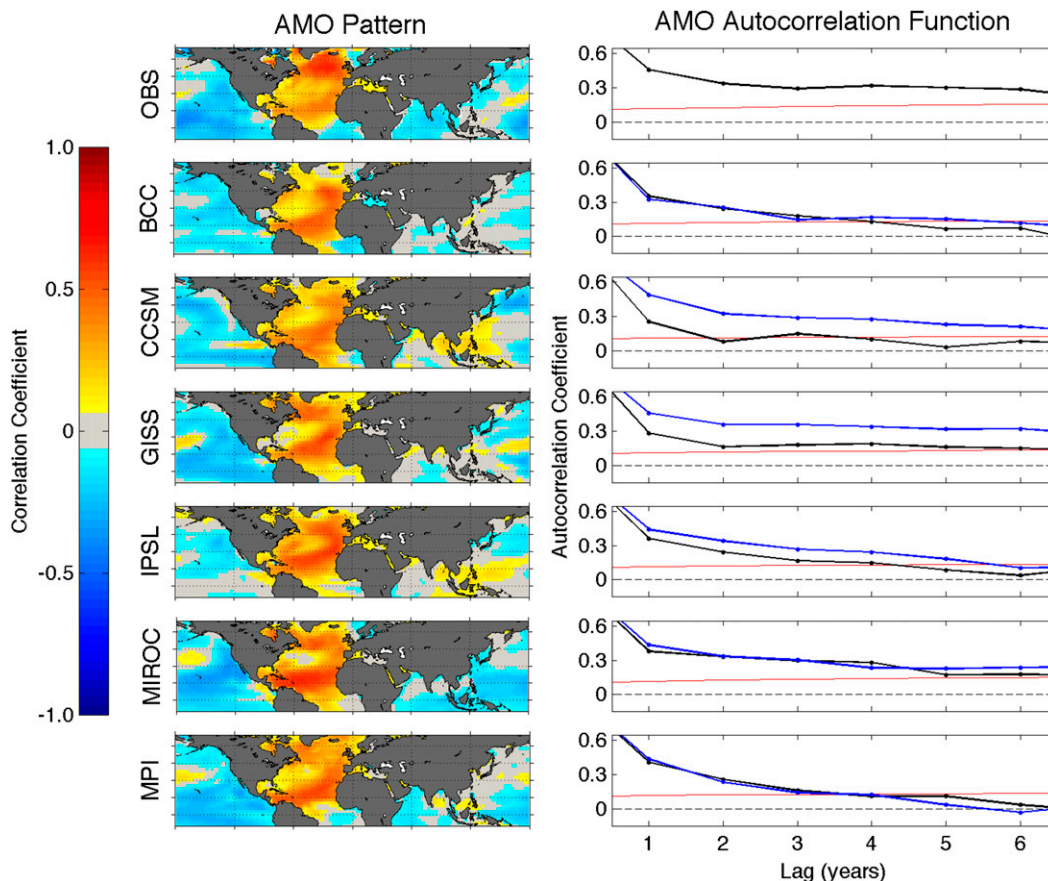 AMO Pattern
AMO Autocorrelation Function
Correlation Coefficient
1.0
0.5
0
-0.5
-1.0
OBS
BCC
CCSM
GISS
IPSL
MIROC
MPI
Autocorrelation Coefficient
0.6
0.3
0
0.6
0.3
0
0.6
0.3
0
0.6
0.3
0
0.6
0.3
0
0.6
0.3
0
0.6
0.3
0
1 2 3 4 5 6
Lag (years)